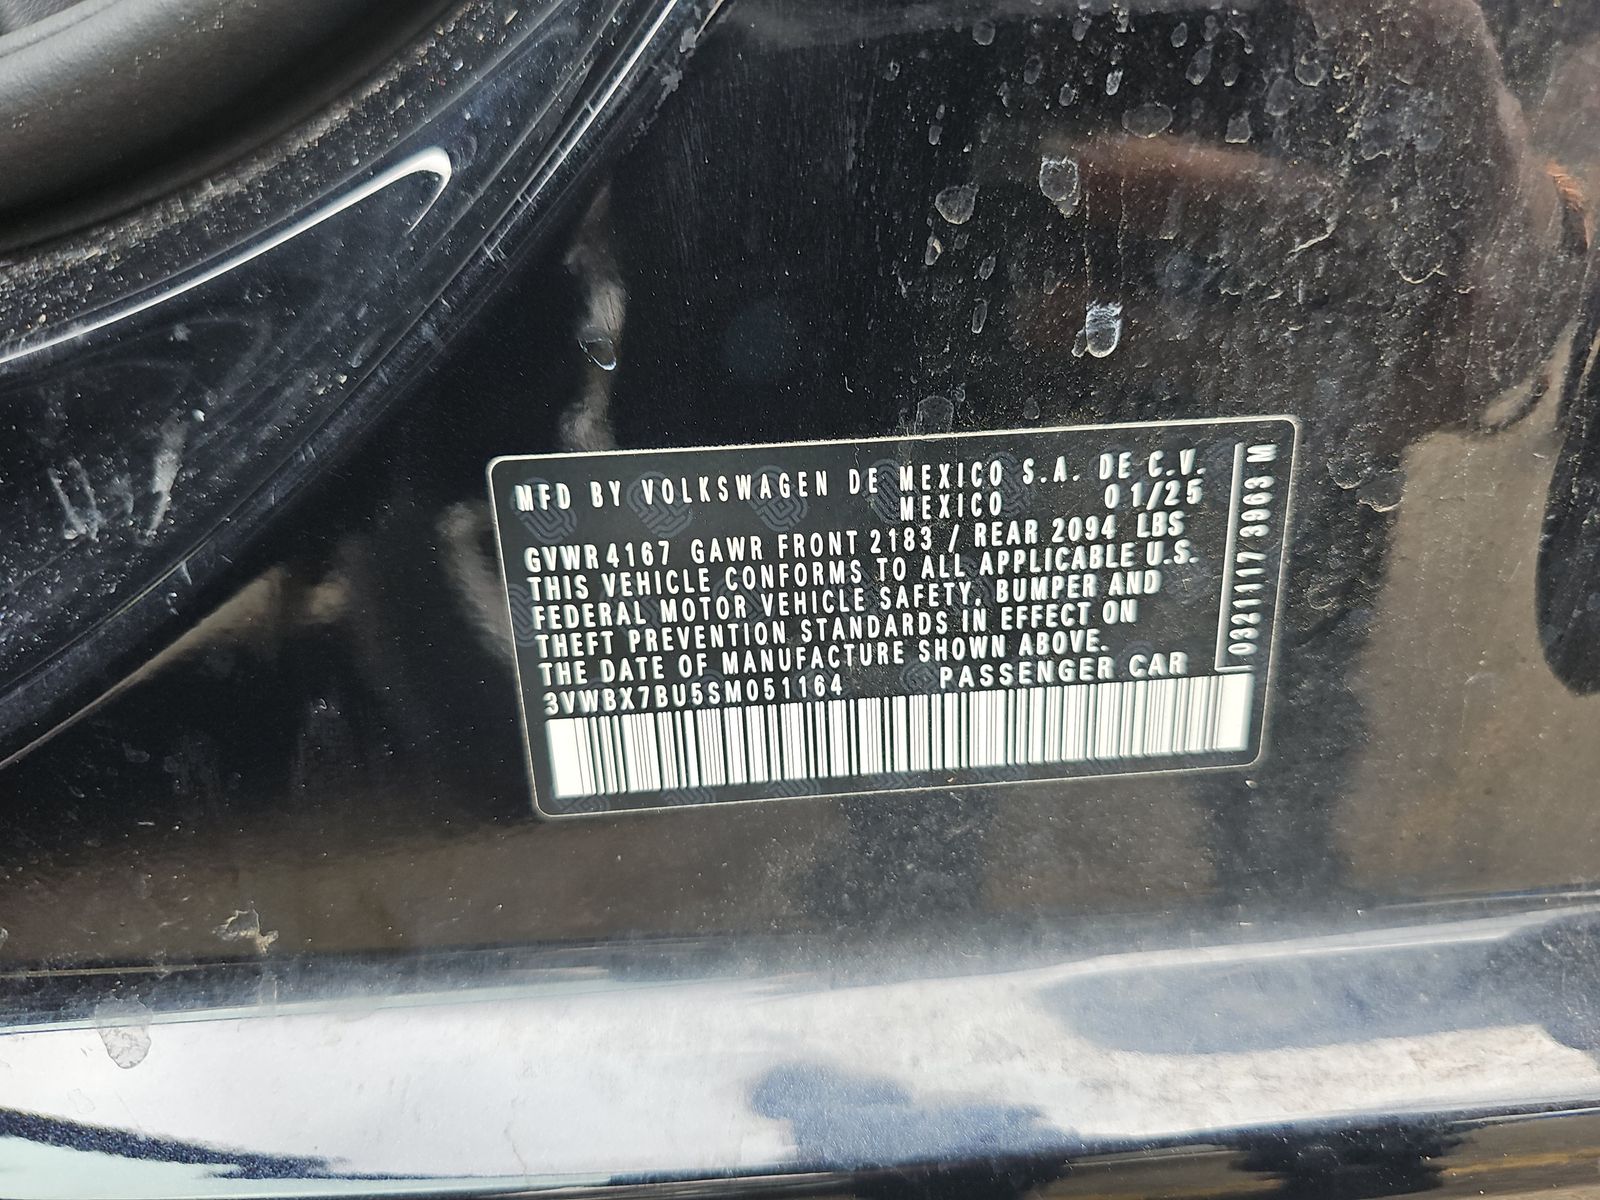 MFD BY VOLKSWAGEN DE MEXICO S.A. DE C.V.
MEXICO 01/25
GVWR 4167 GAWR FRONT 2183 / REAR 2094 LBS
THIS VEHICLE CONFORMS TO ALL APPLICABLE U.S.
FEDERAL MOTOR VEHICLE SAFETY, BUMPER AND
THEFT PREVENTION STANDARDS IN EFFECT ON
THE DATE OF MANUFACTURE SHOWN ABOVE.
3VWBX7BU5SM051164 PASSENGER CAR
0321117 3963 M